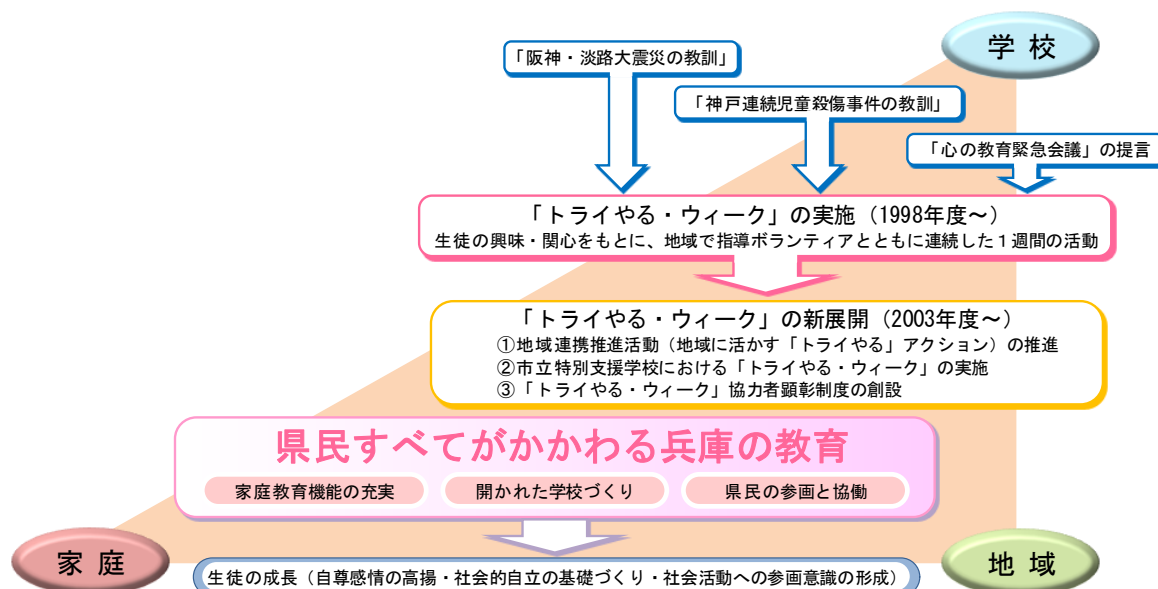 学 校
「阪神・淡路大震災の教訓」
「神戸連続児童殺傷事件の教訓」
「心の教育緊急会議」の提言
「トライやる・ウィーク」の実施（1998年度～）
生徒の興味・関心をもとに、地域で指導ボランティアとともに連続した１週間の活動
「トライやる・ウィーク」の新展開（2003年度～）
①地域連携推進活動（地域に活かす「トライやる」アクション）の推進
②市立特別支援学校における「トライやる・ウィーク」の実施
③「トライやる・ウィーク」協力者顕彰制度の創設
県民すべてがかかわる兵庫の教育
家庭教育機能の充実
開かれた学校づくり
県民の参画と協働
家 庭
地 域
生徒の成長（自尊感情の高揚・社会的自立の基礎づくり・社会活動への参画意識の形成）